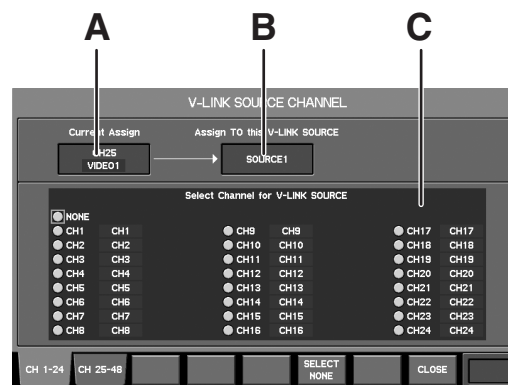 A B C
V-LINK SOURCE CHANNEL
Current Assign Assign TO this V-LINK SOURCE
CH25 SOURCE1
VIDEO1
Select Channel for V-LINK SOURCE
NONE
CH1 CH1 CH9 CH9 CH17 CH17
CH2 CH2 CH10 CH10 CH18 CH18
CH3 CH3 CH11 CH11 CH19 CH19
CH4 CH4 CH12 CH12 CH20 CH20
CH5 CH5 CH13 CH13 CH21 CH21
CH6 CH6 CH14 CH14 CH22 CH22
CH7 CH7 CH15 CH15 CH23 CH23
CH8 CH8 CH16 CH16 CH24 CH24
CH 1-24 CH 25-48 SELECT NONE CLOSE